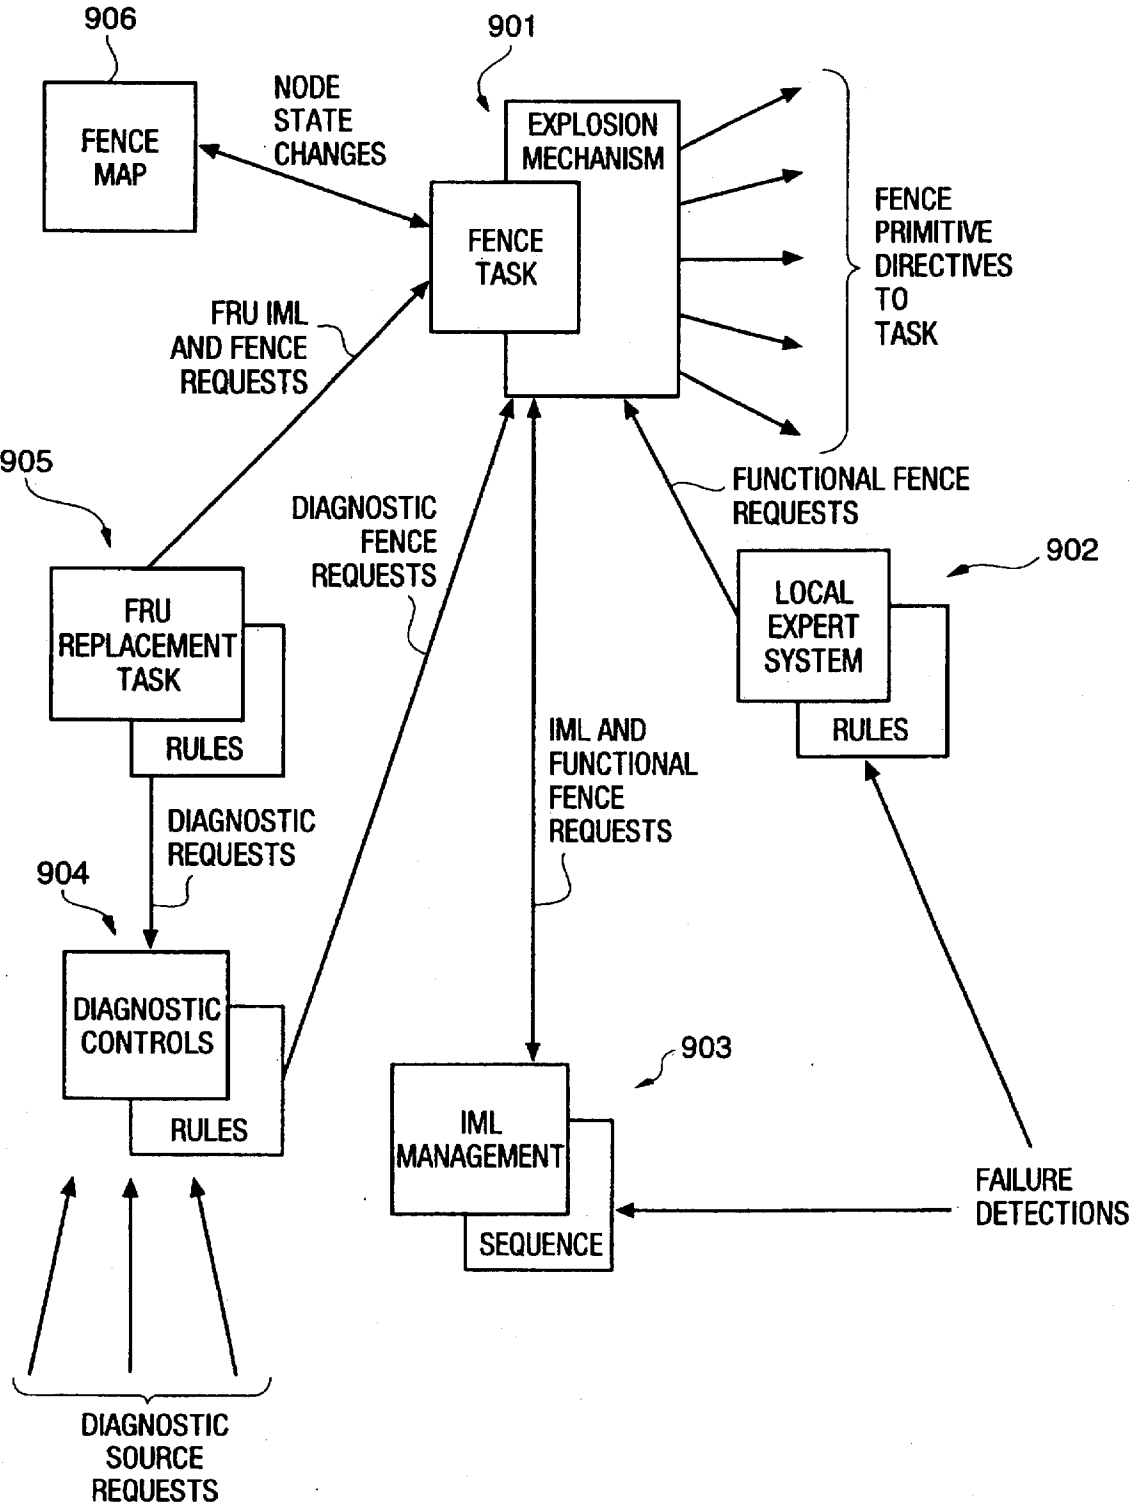 906
901
NODE
STATE
CHANGES
FENCE
MAP
EXPLOSION
MECHANISM
FENCE
TASK
FENCE
PRIMITIVE
DIRECTIVES
TO
TASK
FRU IML
AND FENCE
REQUESTS
905
FUNCTIONAL FENCE
REQUESTS
DIAGNOSTIC
FENCE
REQUESTS
902
FRU
REPLACEMENT
TASK
RULES
LOCAL
EXPERT
SYSTEM
RULES
IML AND
FUNCTIONAL
FENCE
REQUESTS
DIAGNOSTIC
REQUESTS
904
DIAGNOSTIC
CONTROLS
RULES
903
IML
MANAGEMENT
SEQUENCE
FAILURE
DETECTIONS
DIAGNOSTIC
SOURCE
REQUESTS